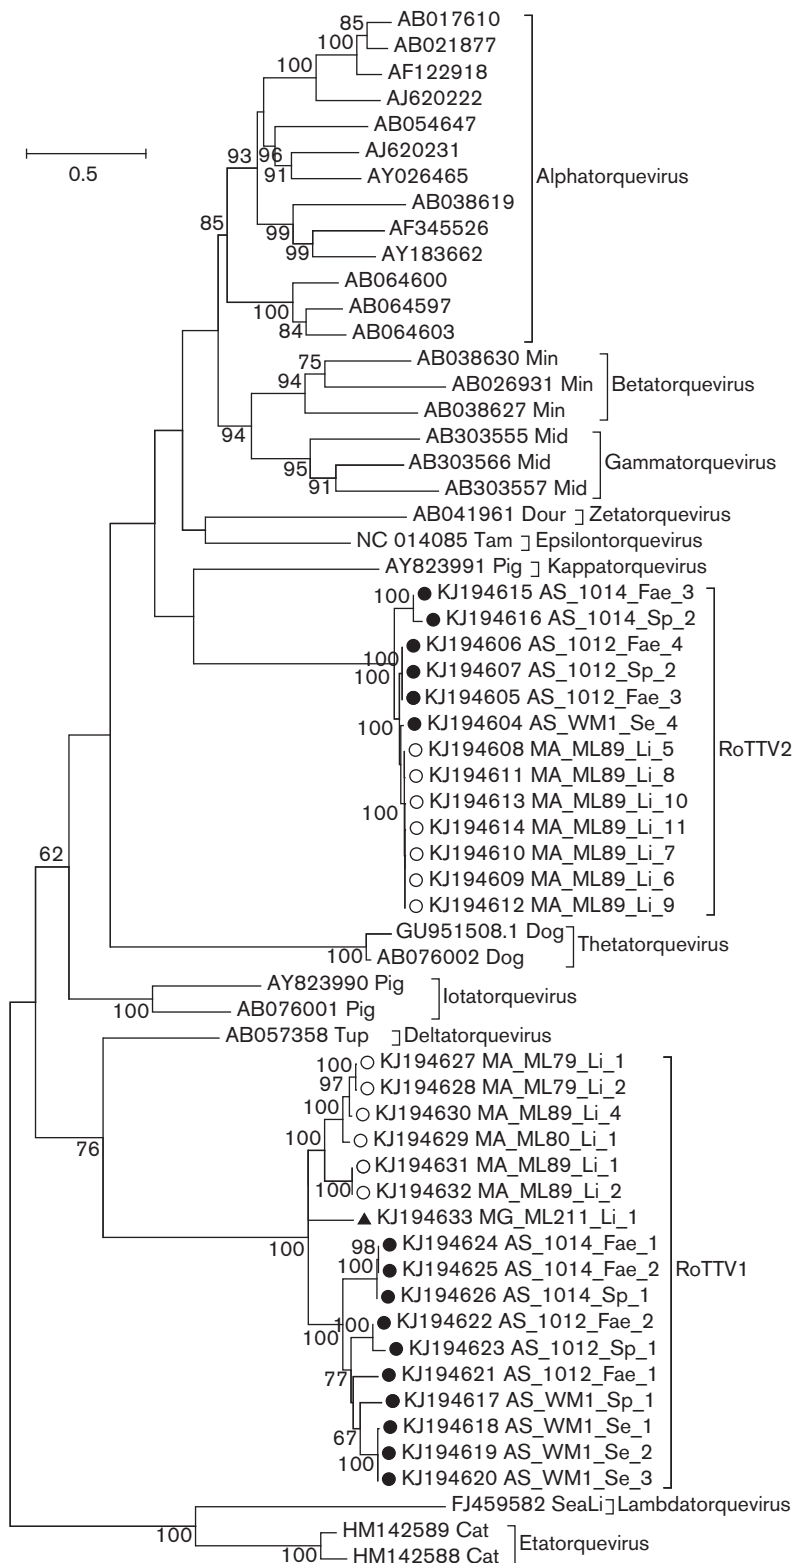 85
AB017610
100
AB021877
100
AF122918
AJ620222
AB054647
93
96
AJ620231
0.5
91
AY026465
Alphatorquevirus
AB038619
85
99
AF345526
99
AY183662
AB064600
100
AB064597
84
AB064603
75
AB038630 Min
94
AB026931 Min
Betatorquevirus
AB038627 Min
94
AB303555 Mid
95
AB303566 Mid
Gammatorquevirus
91
AB303557 Mid
AB041961 Dour
Zetatorquevirus
NC 014085 Tam
Epsilontorquevirus
AY823991 Pig
Kappatorquevirus
100
KJ194615 AS_1014_Fae_3
KJ194616 AS_1014_Sp_2
KJ194606 AS_1012_Fae_4
100
100
KJ194607 AS_1012_Sp_2
KJ194605 AS_1012_Fae_3
100
KJ194604 AS_WM1_Se_4
KJ194608 MA_ML89_Li_5
RoTTV2
KJ194611 MA_ML89_Li_8
KJ194613 MA_ML89_Li_10
100
KJ194614 MA_ML89_Li_11
KJ194610 MA_ML89_Li_7
62
KJ194609 MA_ML89_Li_6
KJ194612 MA_ML89_Li_9
GU951508.1 Dog
Thetatorquevirus
100
AB076002 Dog
AY823990 Pig
Iotatorquevirus
100
AB076001 Pig
AB057358 Tup
Deltatorquevirus
100
KJ194627 MA_ML79_Li_1
97
KJ194628 MA_ML79_Li_2
100
KJ194630 MA_ML89_Li_4
100
KJ194629 MA_ML80_Li_1
76
KJ194631 MA_ML89_Li_1
100
KJ194632 MA_ML89_Li_2
KJ194633 MG_ML211_Li_1
100
98
KJ194624 AS_1014_Fae_1
100
KJ194625 AS_1014_Fae_2
RoTTV1
KJ194626 AS_1014_Sp_1
100
100
KJ194622 AS_1012_Fae_2
KJ194623 AS_1012_Sp_1
77
KJ194621 AS_1012_Fae_1
KJ194617 AS_WM1_Sp_1
67
KJ194618 AS_WM1_Se_1
100
KJ194619 AS_WM1_Se_2
KJ194620 AS_WM1_Se_3
FJ459582 SeaLi
Lambdatorquevirus
100
HM142589 Cat
Etatorquevirus
100
HM142588 Cat